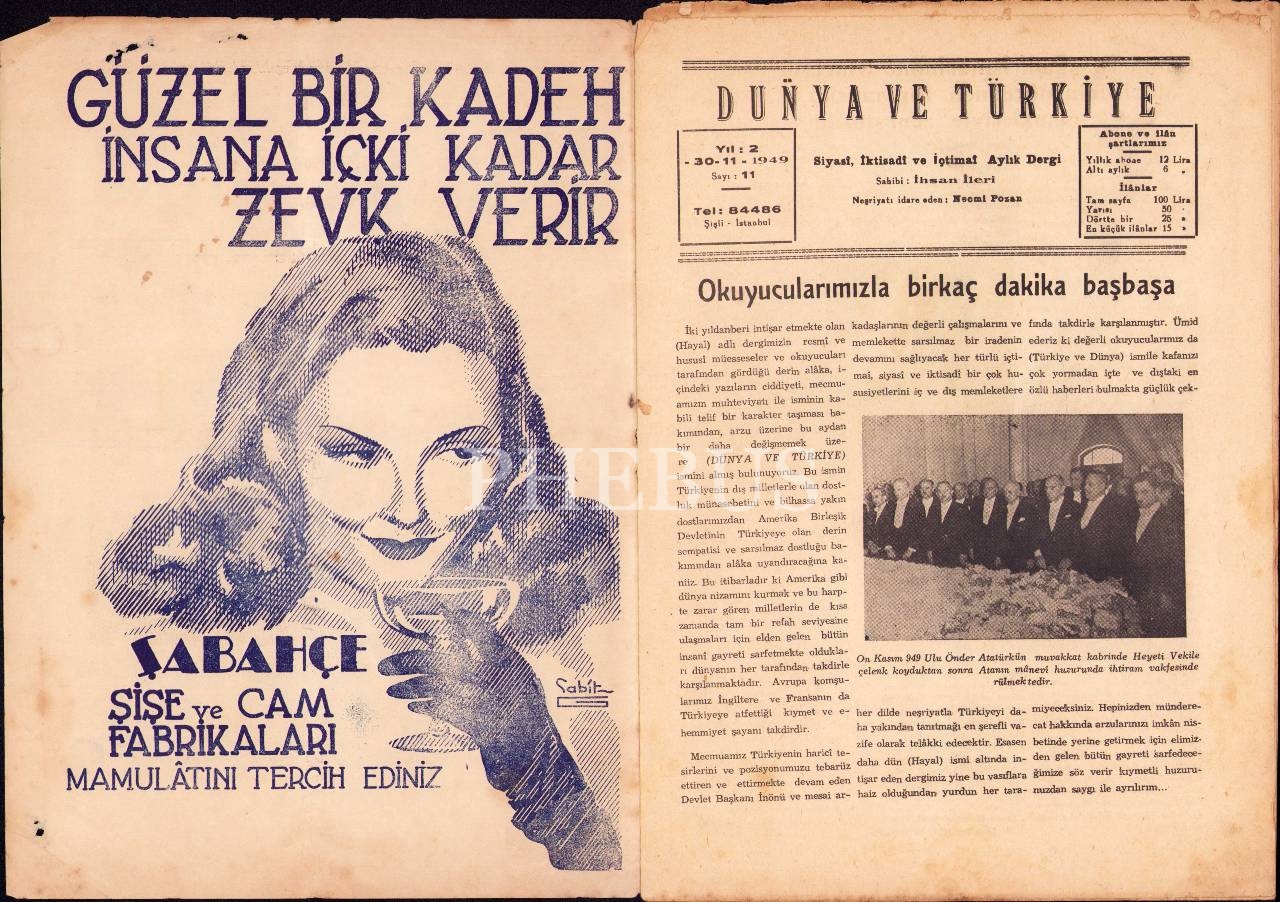 GÜZEL BİR KADEH
İNSANA İÇKİ KADAR
ZEVK VERİR
ŞABAHÇE
ŞİŞE ve CAM
FABRİKALARI
MAMULÂTINI TERCİH EDİNİZ
Sabit
DÜNYA VE TÜRKİYE
Yıl : 2
- 30-11 - 1949
Sayı : 11
Tel : 84486
Şişli - İstanbul
Siyasî, İktisadî ve İçtimaî Aylık Dergi
Sahibi : İhsan İleri
Neşriyatı idare eden : Necmi Pozan
Abone ve ilân
şartlarımız
Yıllık abone 12 Lira
Altı aylık 6 „
İlânlar
Tam sayfa 100 Lira
Yarısı 50 „
Dörtte bir 25 „
En küçük ilânlar 15 „
Okuyucularımızla birkaç dakika başbaşa
İki yıldanberi intişar etmekte olan
(Hayal) adlı dergimizin resmî ve
hususî müesseseler ve okuyucuları
tarafından gördüğü derin alâka, i-
çindeki yazıların ciddiyeti, mecmu-
amızın muhteviyatı ile isminin ka-
bili telif bir karakter taşıması ba-
kımından, arzu üzerine bu aydan
bir daha değişmemek üze-
re (DÜNYA VE TÜRKİYE)
ismini almış bulunuyoruz. Bu ismin
Türkiyenin dış milletlerle olan dost-
luk münasebetini ve bilhassa yakın
dostlarımızdan Amerika Birleşik
Devletinin Türkiyeye olan derin
sempatisi ve sarsılmaz dostluğu ba-
kımından alâka uyandıracağına ka-
niiz. Bu itibarladır ki Amerika gibi
dünya nizamını kurmak ve bu harp-
te zarar gören milletlerin de kısa
zamanda tam bir refah seviyesine
ulaşmaları için elden gelen bütün
insanî gayreti sarfetmekte oldukla-
rı dünyanın her tarafından takdirle
karşılanmaktadır. Avrupa komşu-
larımız İngiltere ve Fransanın da
Türkiyeye atfettiği kıymet ve e-
hemmiyet şayanı takdirdir.
Mecmuamız Türkiyenin haricî te-
sirlerini ve pozisyonumuzu tebarüz
ettiren ve ettirmekte devam eden
Devlet Başkanı İnönü ve mesai ar-
kadaşlarının değerli çalışmalarını ve
memlekette sarsılmaz bir iradenin
devamını sağlıyacak her türlü içti-
maî, siyasî ve iktisadî bir çok hu-
susiyetlerini iç ve dış memleketlere
On Kasım 949 Ulu Önder Atatürkün muvakkat kabrinde Heyeti Vekile
çelenk koyduktan sonra Atanın mânevî huzurunda ihtiram vakfesinde
rülmektedir.
her dilde neşriyatla Türkiyeyi da-
ha yakından tanıtmağı en şerefli va-
zife olarak telâkki edecektir. Esasen
daha dün (Hayal) ismi altında in-
tişar eden dergimiz yine bu vasıflara
haiz olduğundan yurdun her tara-
fında takdirle karşılanmıştır. Ümid
ederiz ki değerli okuyucularımız da
(Türkiye ve Dünya) ismile kafanızı
çok yormadan içte ve dıştaki en
özlü haberleri bulmakta güçlük çek-
miyeceksiniz. Hepinizden mündere-
cat hakkında arzularınızı imkân nis-
betinde yerine getirmek için elimiz-
den gelen bütün gayreti sarfedece-
ğimize söz verir kıymetli huzuru-
nuzdan saygı ile ayrılırım...
PHEBUS